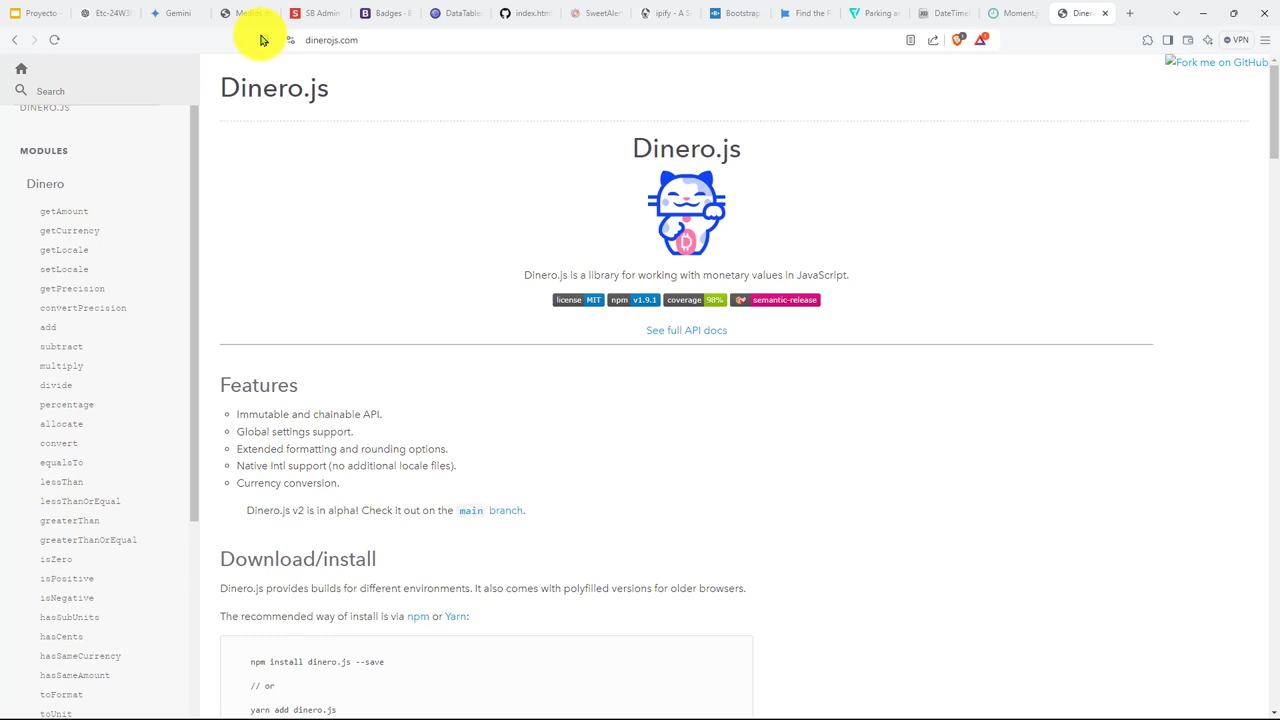 Proyecto
Etc-24W3
Gemini
Medios
SB Admin
Badges - B
DataTable
index.htm
SweetAler
ipify - A S
Bootstrap
Find the P
Parking a
DateTime
Moment.j
Diner
dinerojs.com
VPN
Search
DINERO.JS
MODULES
Dinero
getAmount
getCurrency
getLocale
setLocale
getPrecision
convertPrecision
add
subtract
multiply
divide
percentage
allocate
convert
equalsTo
lessThan
lessThanOrEqual
greaterThan
greaterThanOrEqual
isZero
isPositive
isNegative
hasSubUnits
hasCents
hasSameCurrency
hasSameAmount
toFormat
toUnit
Dinero.js
Fork me on GitHub
Dinero.js
Dinero.js is a library for working with monetary values in JavaScript.
license MIT npm v1.9.1 coverage 98% semantic-release
See full API docs
Features
Immutable and chainable API.
Global settings support.
Extended formatting and rounding options.
Native Intl support (no additional locale files).
Currency conversion.
Dinero.js v2 is in alpha! Check it out on the main branch.
Download/install
Dinero.js provides builds for different environments. It also comes with polyfilled versions for older browsers.
The recommended way of install is via npm or Yarn:
npm install dinero.js --save
// or
yarn add dinero.js